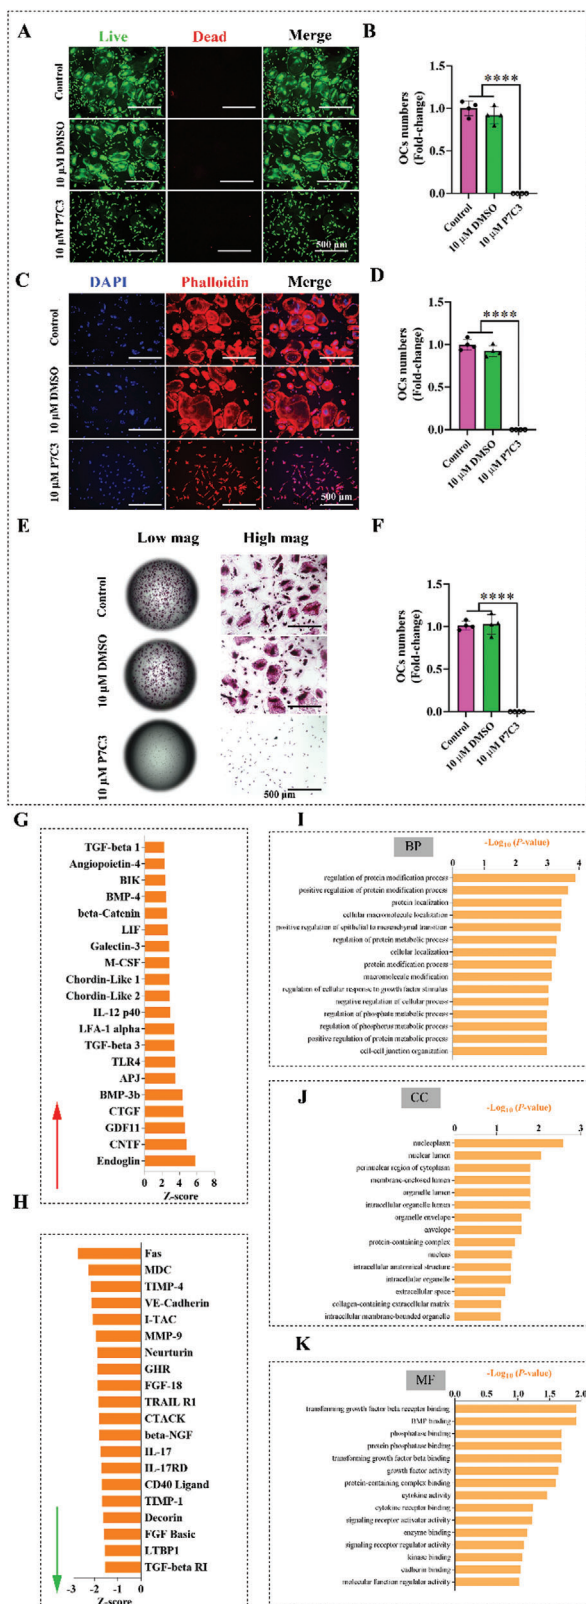 A
Live
Dead
Merge
Control
10 µM DMSO
10 µM P7C3
500 µm
B
OCs numbers
(Fold-change)
1.5
1.0
0.5
0.0
****
Control
10 µM DMSO
10 µM P7C3
C
DAPI
Phalloidin
Merge
Control
10 µM DMSO
10 µM P7C3
500 µm
D
OCs numbers
(Fold-change)
1.5
1.0
0.5
0.0
****
Control
10 µM DMSO
10 µM P7C3
E
Low mag
High mag
Control
10 µM DMSO
10 µM P7C3
500 µm
F
OCs numbers
(Fold-change)
1.5
1.0
0.5
0.0
****
Control
10 µM DMSO
10 µM P7C3
G
TGF-beta 1
Angiopoietin-4
BIK
BMP-4
beta-Catenin
LIF
Galectin-3
M-CSF
Chordin-Like 1
Chordin-Like 2
IL-12 p40
LFA-1 alpha
TGF-beta 3
TLR4
APJ
BMP-3b
CTGF
GDF11
CNTF
Endoglin
0 2 4 6 8
Z-score
H
Fas
MDC
TIMP-4
VE-Cadherin
I-TAC
MMP-9
Neurturin
GHR
FGF-18
TRAIL R1
CTACK
beta-NGF
IL-17
IL-17RD
CD40 Ligand
TIMP-1
Decorin
FGF Basic
LTBP1
TGF-beta RI
-3 -2 -1 0
Z-score
I
BP
-Log10 (P-value)
0 1 2 3 4
regulation of protein modification process
positive regulation of protein modification process
protein localization
cellular macromolecule localization
positive regulation of epithelial to mesenchymal transition
regulation of protein metabolic process
cellular localization
protein modification process
macromolecule modification
regulation of cellular response to growth factor stimulus
negative regulation of cellular process
regulation of phosphate metabolic process
regulation of phosphorus metabolic process
positive regulation of protein metabolic process
cell-cell junction organization
J
CC
-Log10 (P-value)
0 1 2 3
nucleoplasm
nuclear lumen
perinuclear region of cytoplasm
membrane-enclosed lumen
organelle lumen
intracellular organelle lumen
organelle envelope
envelope
protein-containing complex
nucleus
intracellular anatomical structure
intracellular organelle
extracellular space
collagen-containing extracellular matrix
intracellular membrane-bounded organelle
K
MF
-Log10 (P-value)
0.0 0.5 1.0 1.5 2.0
transforming growth factor beta receptor binding
BMP binding
phosphatase binding
protein phosphatase binding
transforming growth factor beta binding
growth factor activity
protein-containing complex binding
cytokine activity
cytokine receptor binding
signaling receptor activator activity
enzyme binding
signaling receptor regulator activity
kinase binding
cadherin binding
molecular function regulator activity